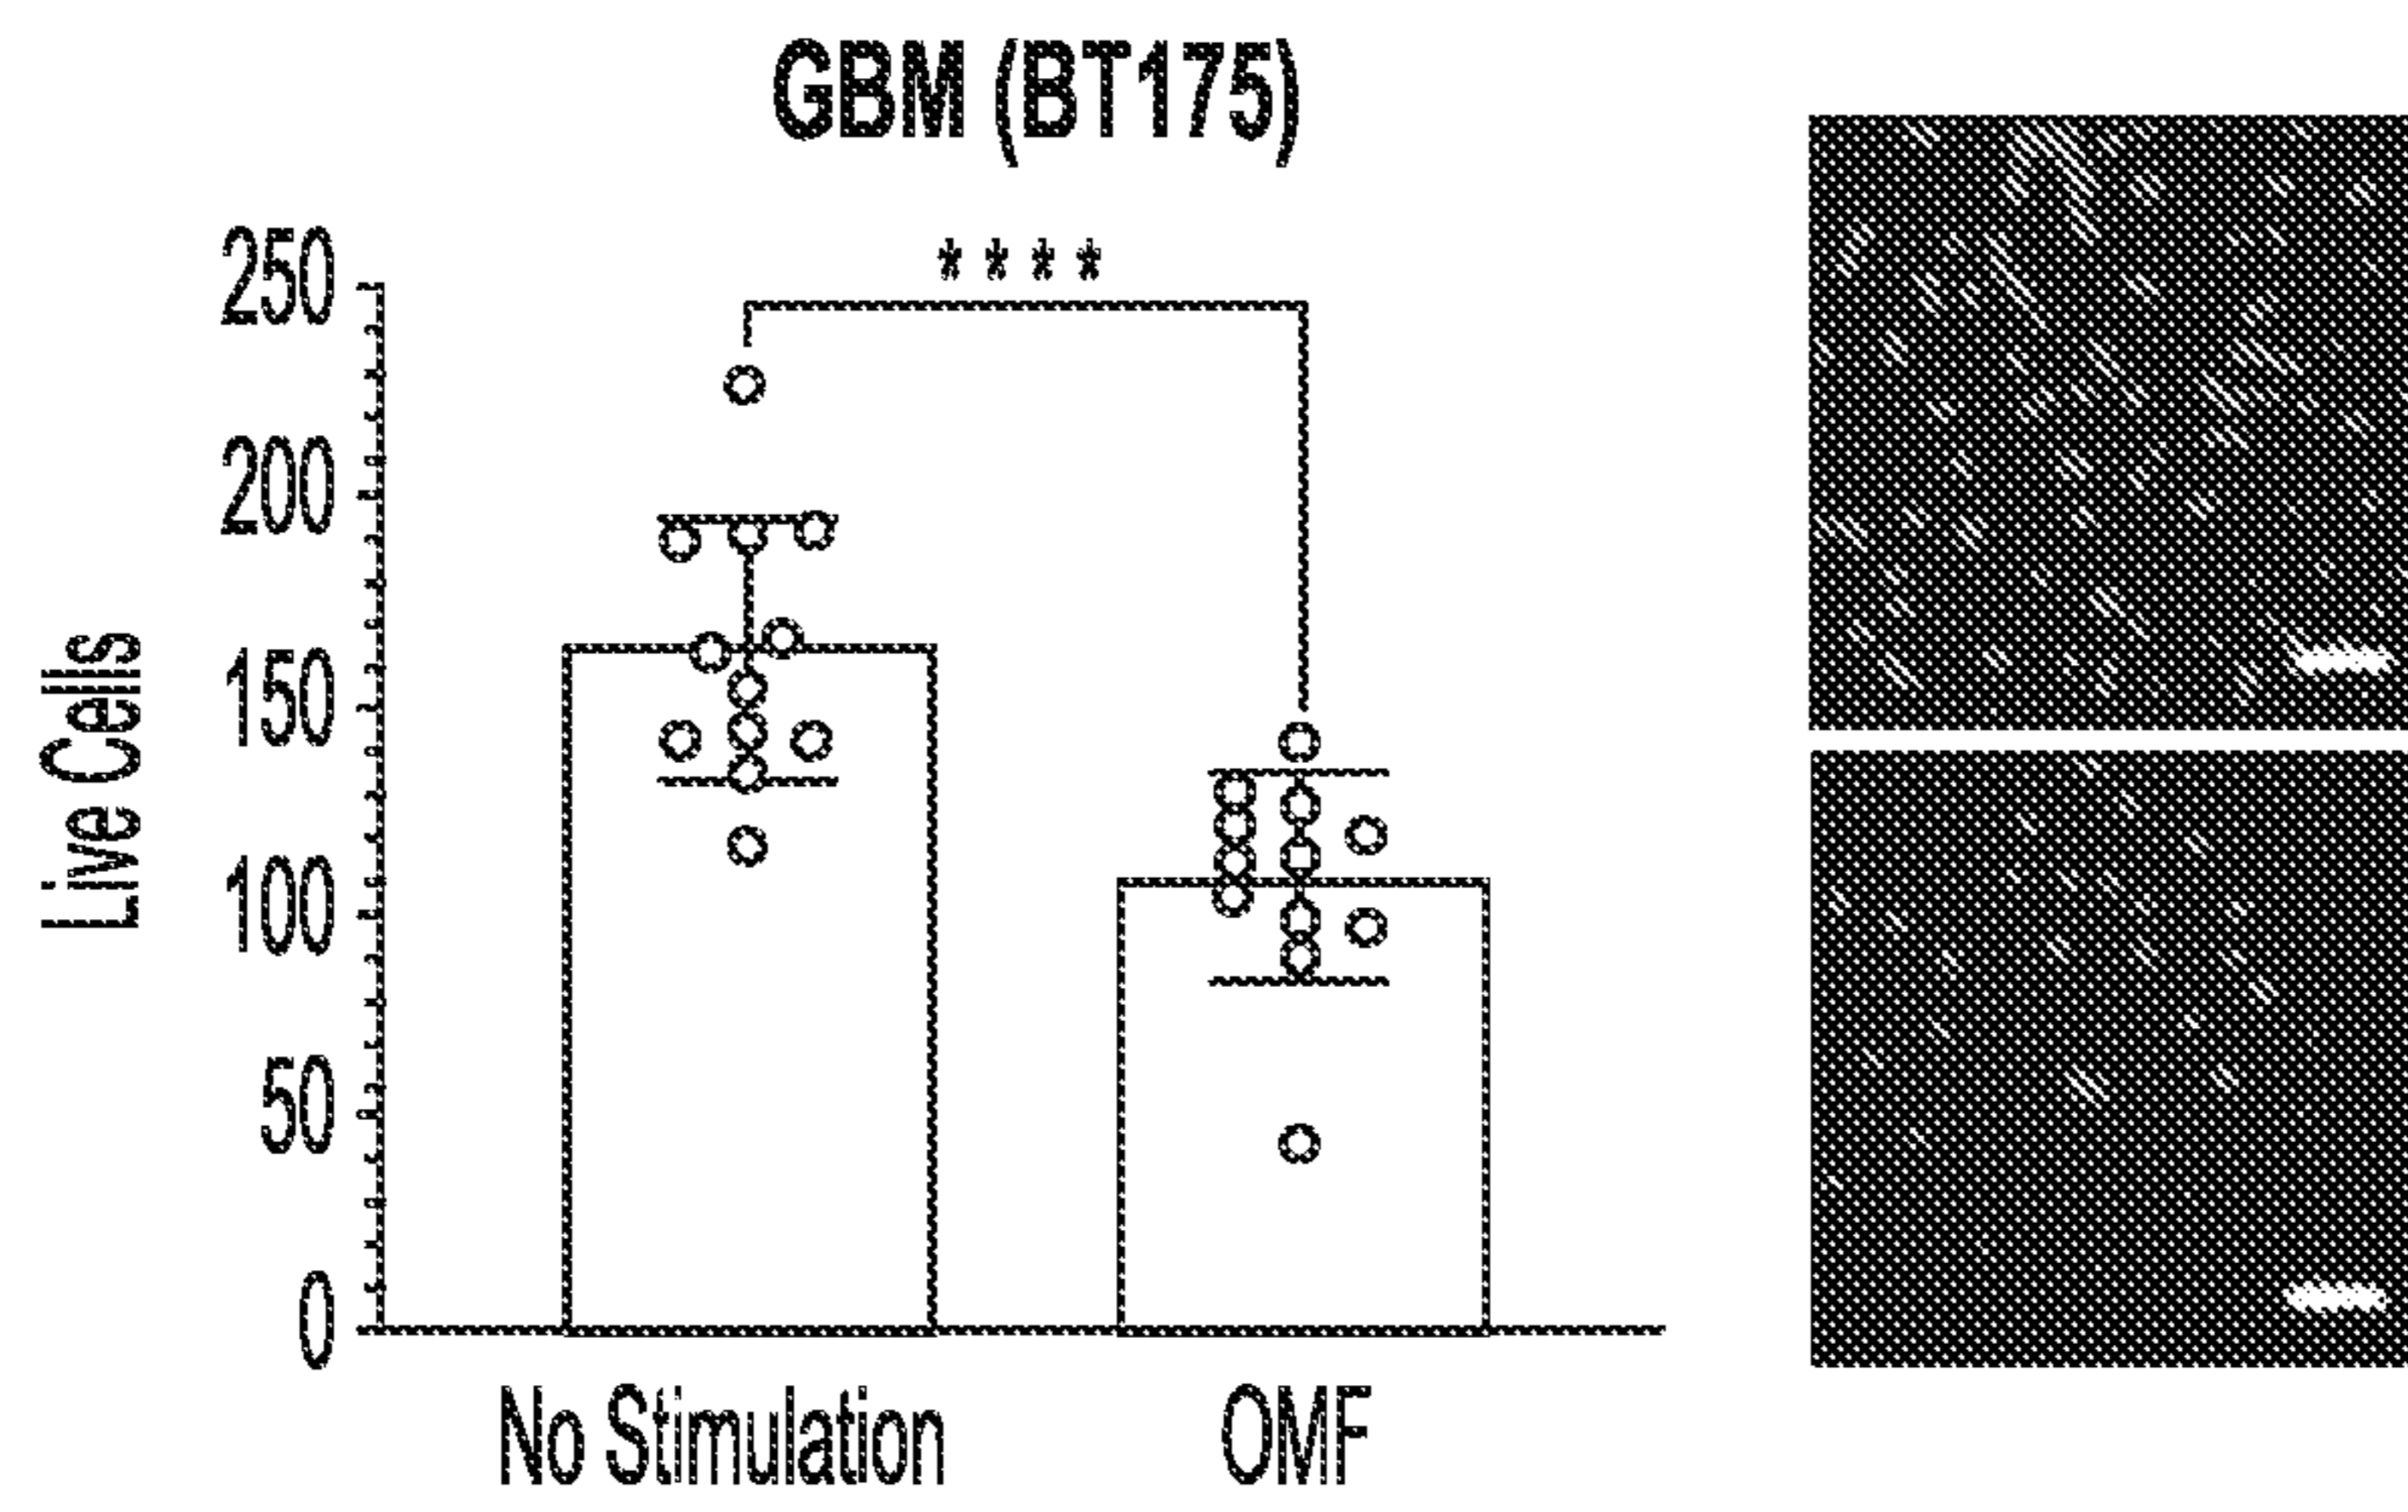 GBM (BT175)
****
250
200
150
100
50
0
Live Cells
No Stimulation
OMF